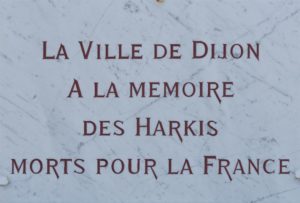 LA VILLE DE DIJON
A LA MEMOIRE
DES HARKIS
MORTS POUR LA FRANCE